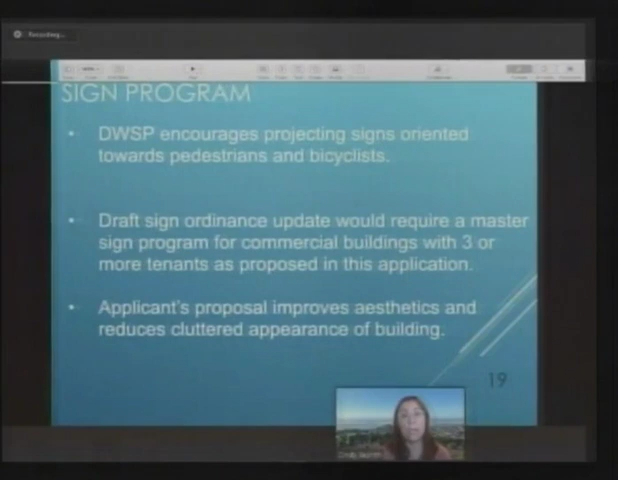 Recording...
SIGN PROGRAM
• DWSP encourages projecting signs oriented
towards pedestrians and bicyclists.
• Draft sign ordinance update would require a master
sign program for commercial buildings with 3 or
more tenants as proposed in this application.
• Applicant's proposal improves aesthetics and
reduces cluttered appearance of building.
19
Cindy